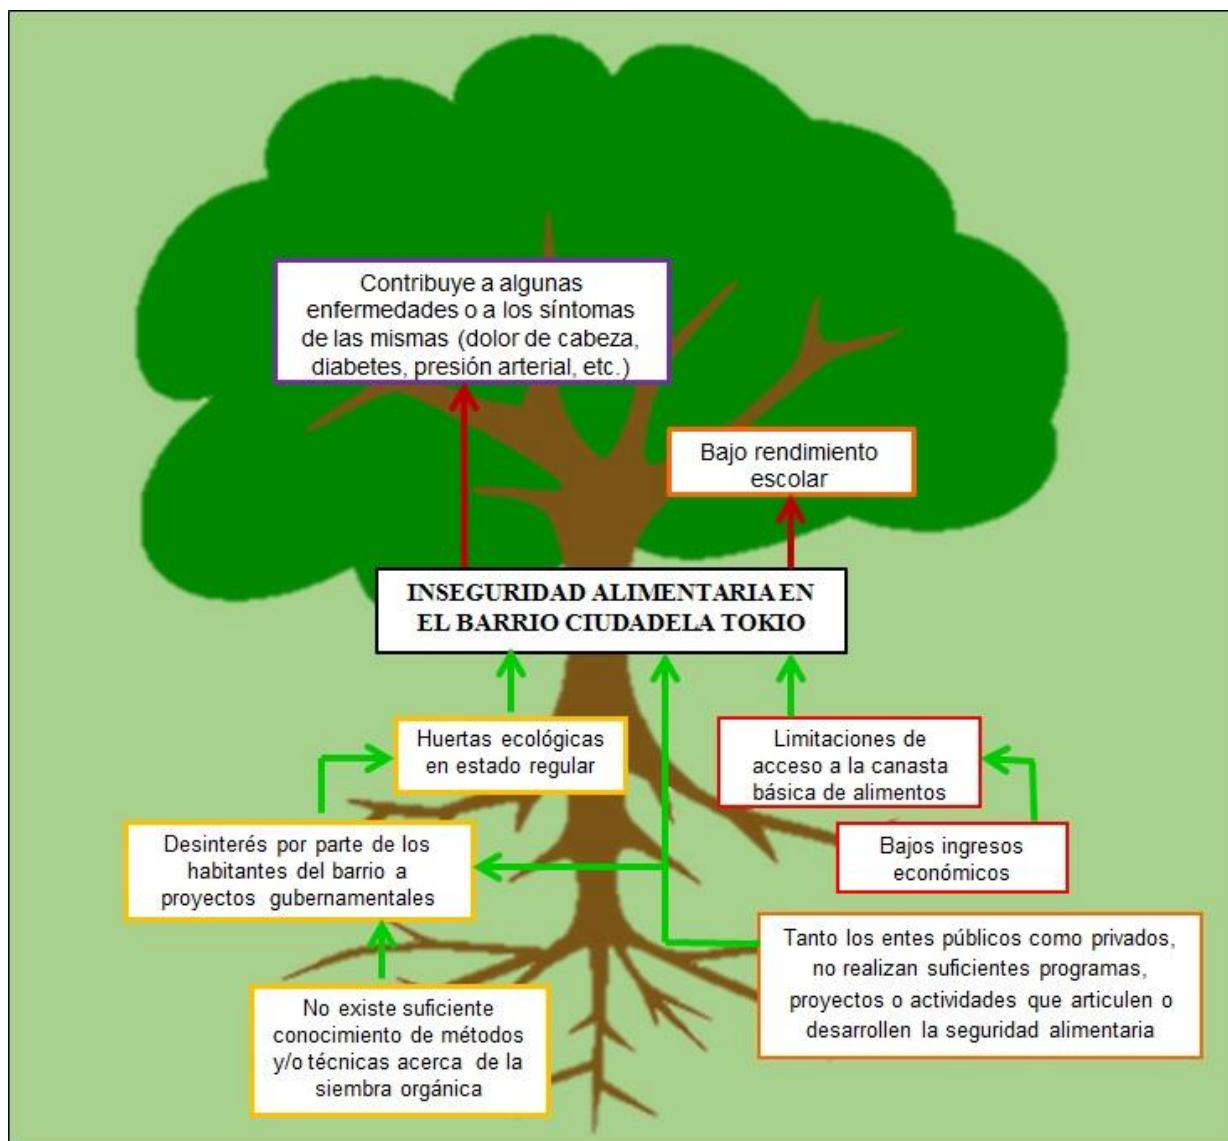 Contribuye a algunas
enfermedades o a los síntomas
de las mismas (dolor de cabeza,
diabetes, presión arterial, etc.)
Bajo rendimiento
escolar
INSEGURIDAD ALIMENTARIA EN
EL BARRIO CIUDADELA TOKIO
Huertas ecológicas
en estado regular
Limitaciones de
acceso a la canasta
básica de alimentos
Desinterés por parte de los
habitantes del barrio a
proyectos gubernamentales
Bajos ingresos
económicos
Tanto los entes públicos como privados,
no realizan suficientes programas,
proyectos o actividades que articulen o
desarrollen la seguridad alimentaria
No existe suficiente
conocimiento de métodos
y/o técnicas acerca de la
siembra orgánica